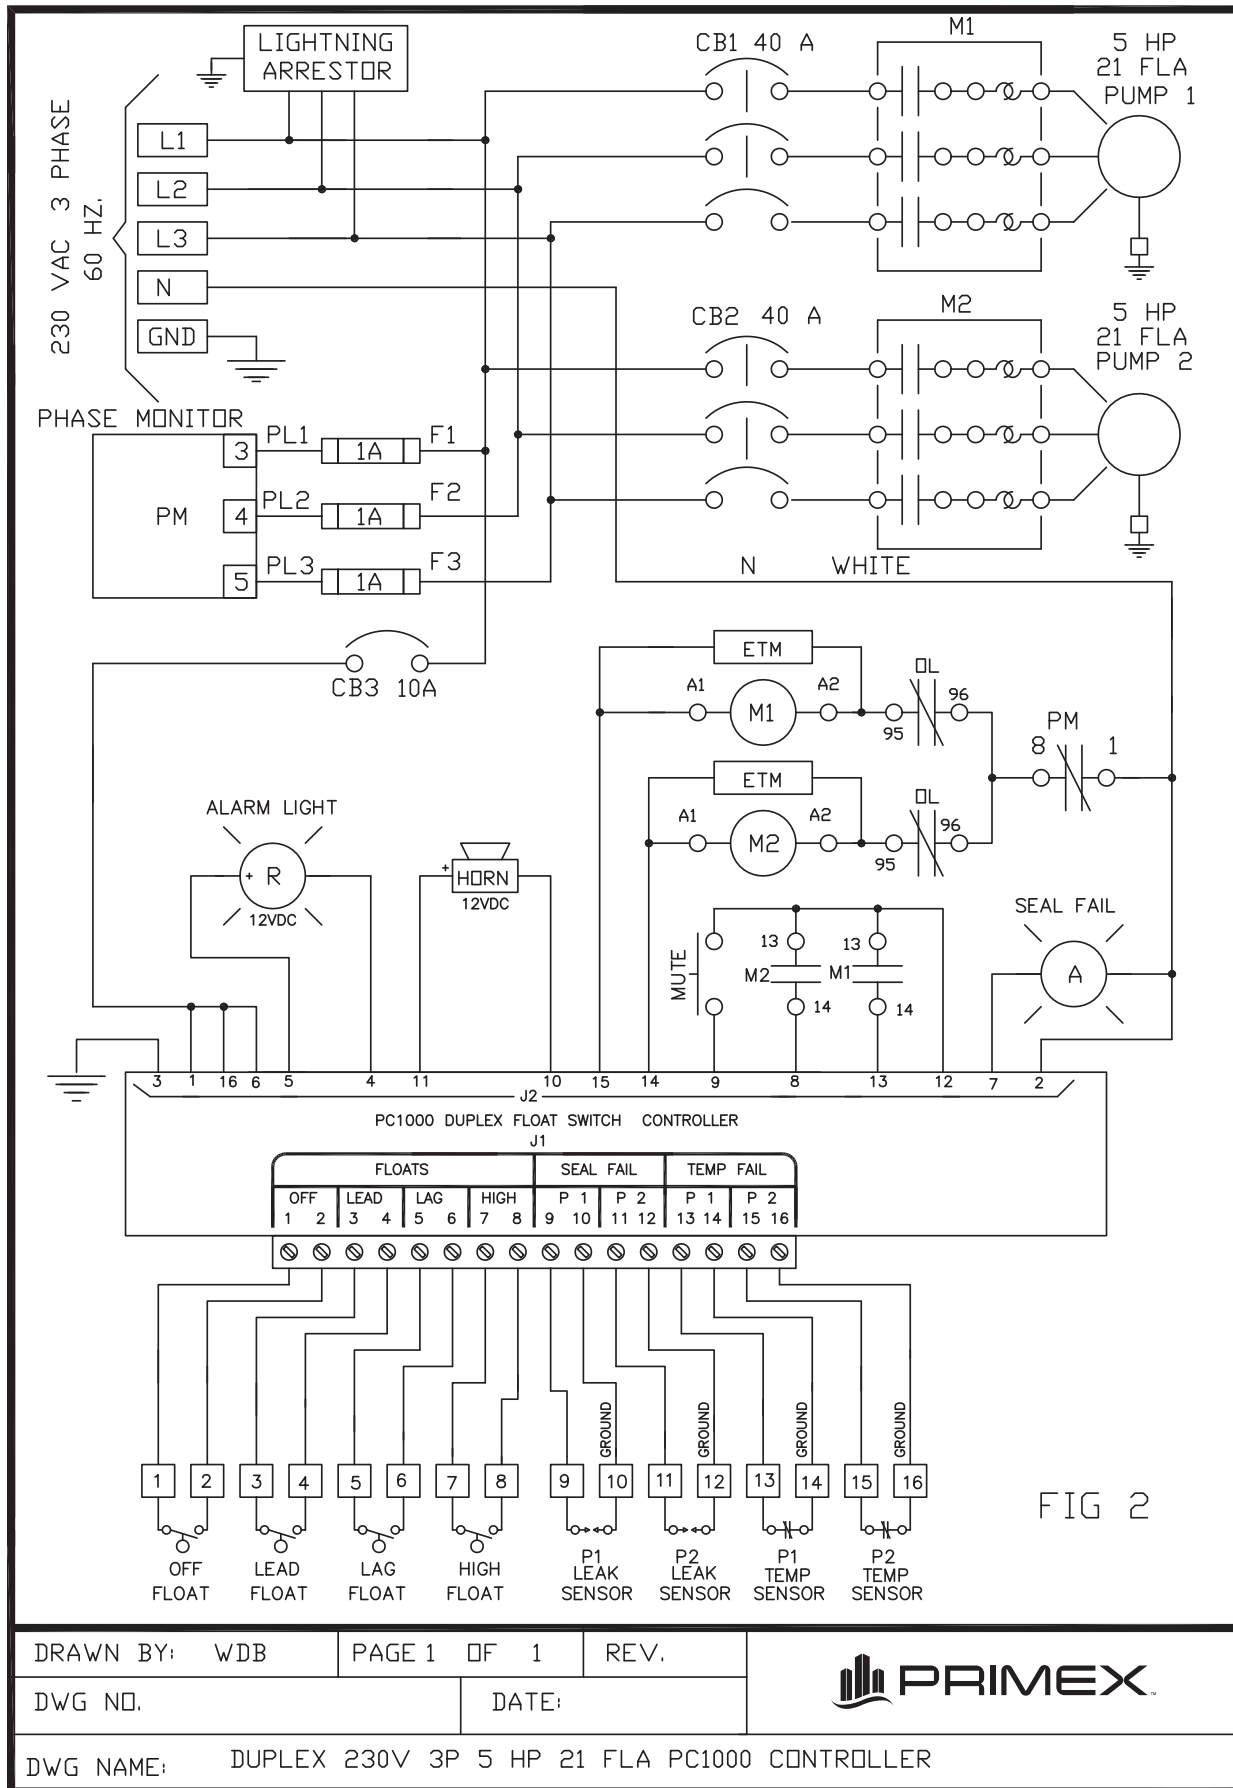 LIGHTNING
ARRESTOR
CB1 40 A
M1
5 HP
21 FLA
PUMP 1
230 VAC 3 PHASE
60 HZ.
L1
L2
L3
N
GND
CB2 40 A
M2
5 HP
21 FLA
PUMP 2
PHASE MONITOR
PM
3 PL1 1A F1
4 PL2 1A F2
5 PL3 1A F3
N WHITE
CB3 10A
ETM
A1 M1 A2
OL
95 96
PM
8 1
ETM
A1 M2 A2
OL
95 96
ALARM LIGHT
+ R
12VDC
+ HORN
12VDC
MUTE
13 13
M2 M1
14 14
SEAL FAIL
A
3 1 16 6 5 4 11 10 15 14 9 8 13 12 7 2
J2
PC1000 DUPLEX FLOAT SWITCH CONTROLLER
J1
FLOATS SEAL FAIL TEMP FAIL
OFF LEAD LAG HIGH P 1 P 2 P 1 P 2
1 2 3 4 5 6 7 8 9 10 11 12 13 14 15 16
GROUND GROUND GROUND GROUND
1 2 3 4 5 6 7 8 9 10 11 12 13 14 15 16
OFF
FLOAT
LEAD
FLOAT
LAG
FLOAT
HIGH
FLOAT
P1
LEAK
SENSOR
P2
LEAK
SENSOR
P1
TEMP
SENSOR
P2
TEMP
SENSOR
FIG 2
DRAWN BY: WDB
PAGE 1 OF 1
REV.
DWG NO.
DATE:
PRIMEX™
DWG NAME: DUPLEX 230V 3P 5 HP 21 FLA PC1000 CONTROLLER